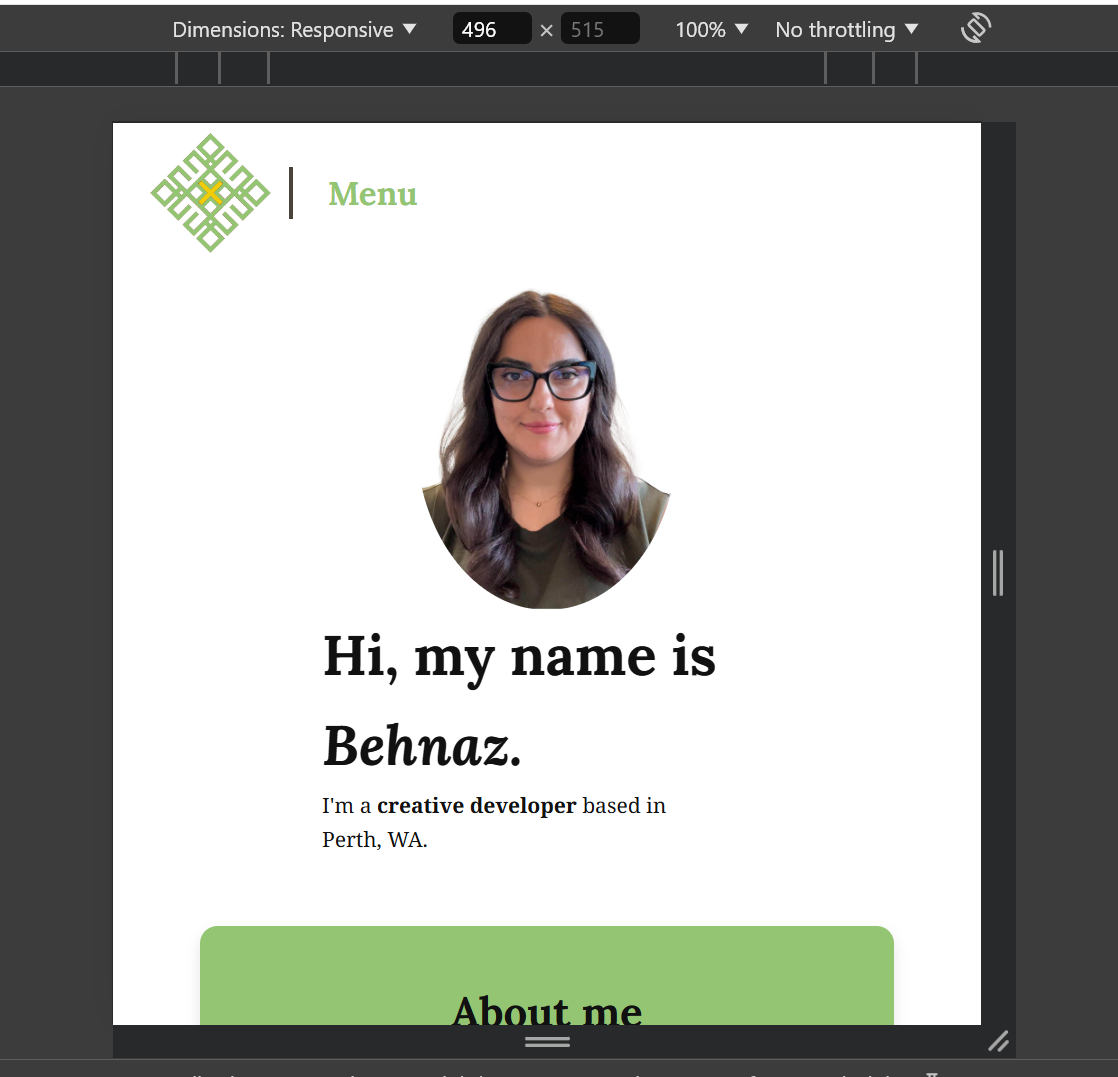 Dimensions: Responsive 496 × 515 100% No throttling
Menu
Hi, my name is
Behnaz.
I'm a creative developer based in
Perth, WA.
About me